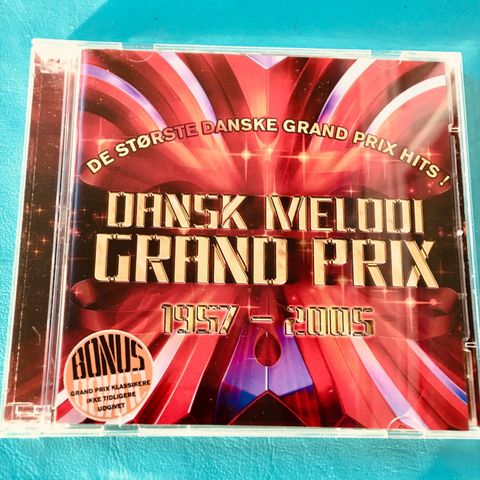 DE STØRSTE DANSKE GRAND PRIX HITS!
DANSK MELODI
GRAND PRIX
1957 - 2005
BONUS
GRAND PRIX KLASSIKERE
IKKE TIDLIGERE
UDGIVET